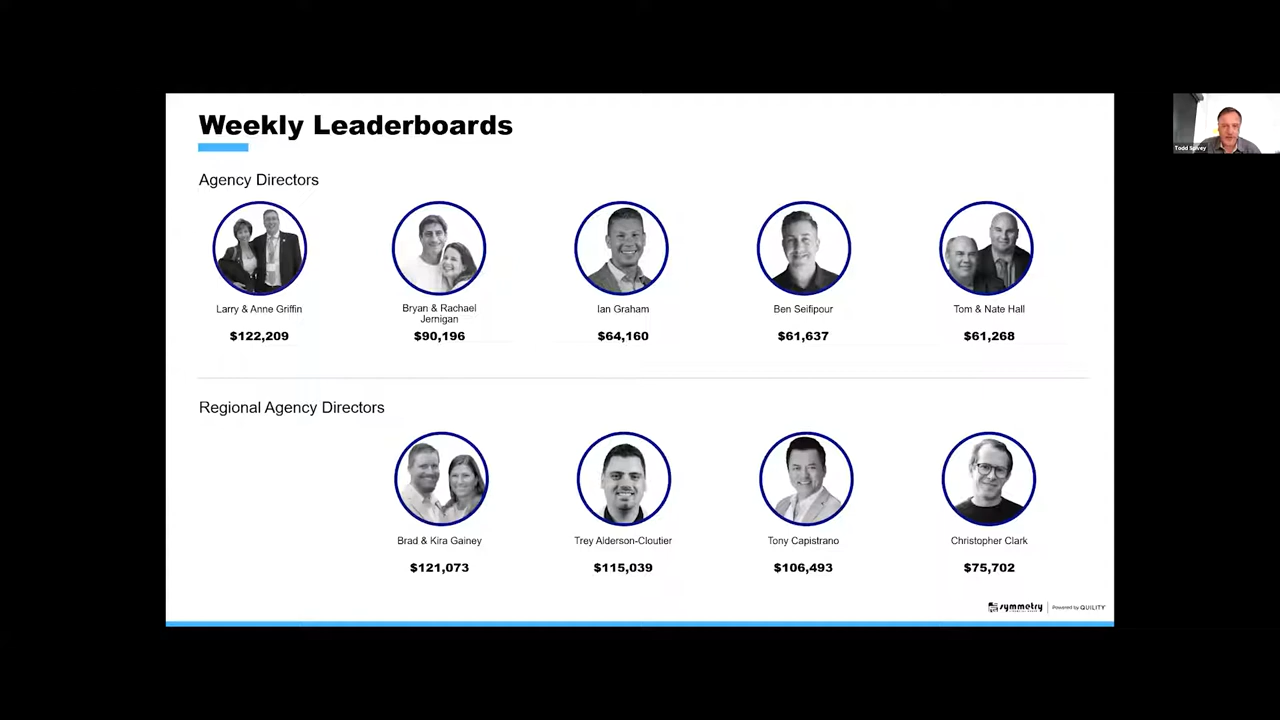 Weekly Leaderboards
Todd Spivey
Agency Directors
Larry & Anne Griffin
Bryan & Rachael
Jernigan
Ian Graham
Ben Seifipour
Tom & Nate Hall
$122,209
$90,196
$64,160
$61,637
$61,268
Regional Agency Directors
Brad & Kira Gainey
Trey Alderson-Cloutier
Tony Capistrano
Christopher Clark
$121,073
$115,039
$106,493
$75,702
symmetry
Powered by QUILITY